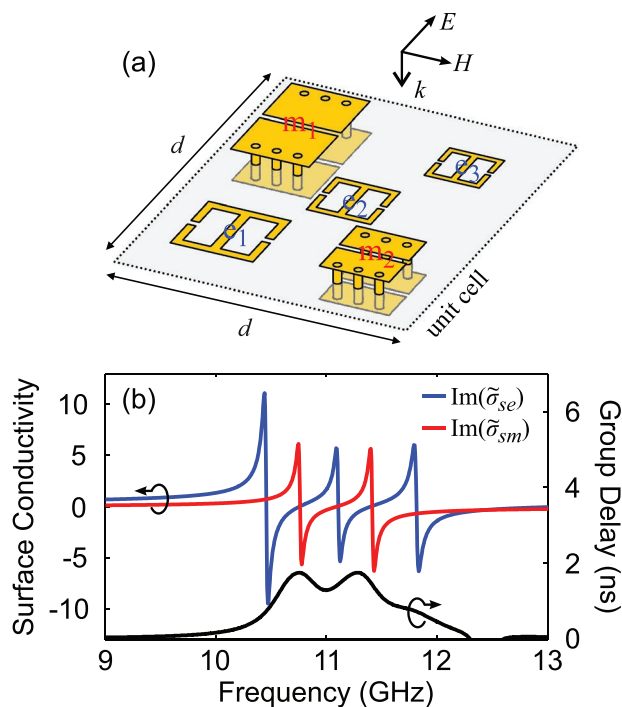 (a)
E
H
k
d
m1
e3
e2
e1
m2
d
unit cell
(b)
Im(σ̃se)
Im(σ̃sm)
Surface Conductivity
10
5
0
-5
-10
6
4
2
0
Group Delay (ns)
9 10 11 12 13
Frequency (GHz)